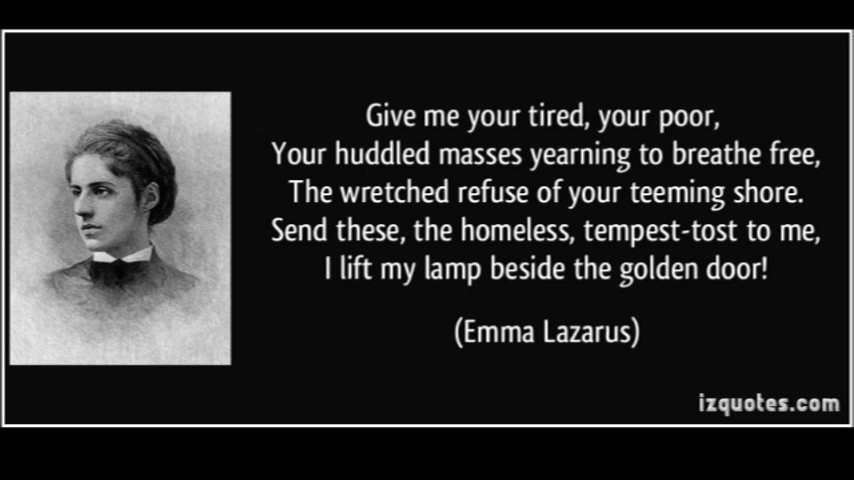 Give me your tired, your poor,
Your huddled masses yearning to breathe free,
The wretched refuse of your teeming shore.
Send these, the homeless, tempest-tost to me,
I lift my lamp beside the golden door!
(Emma Lazarus)
izquotes.com